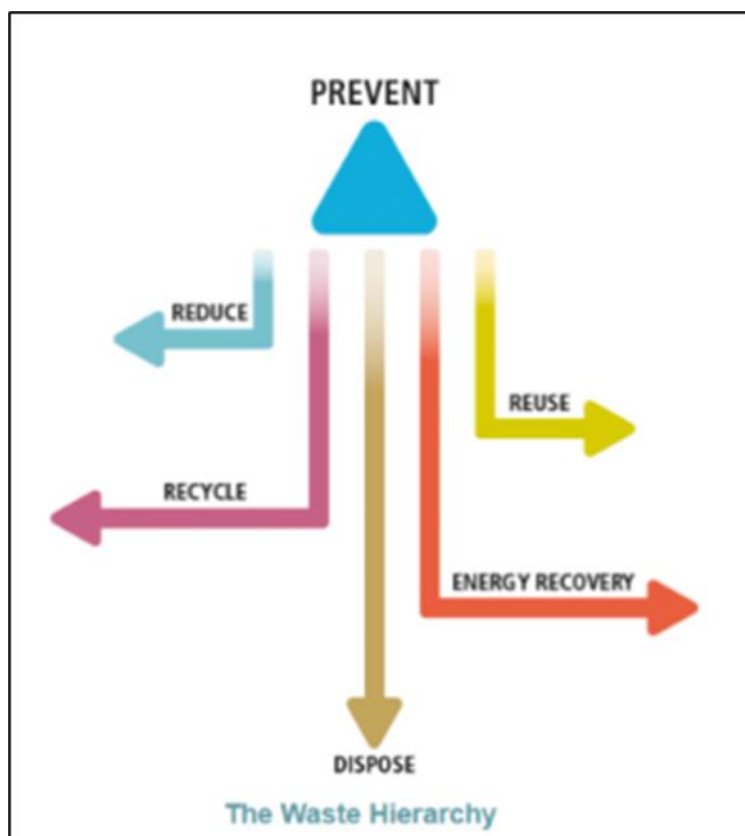 PREVENT
REDUCE
REUSE
RECYCLE
ENERGY RECOVERY
DISPOSE
The Waste Hierarchy